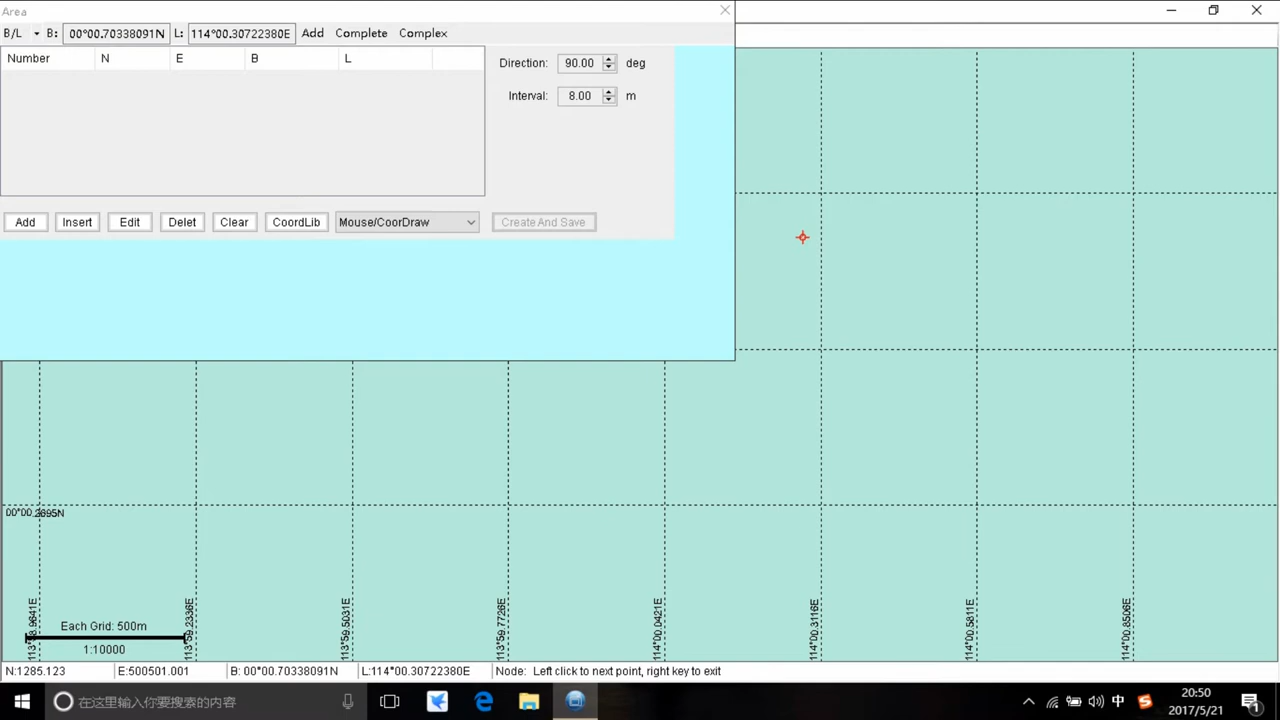 Area
B/L B: 00°00.70338091N L: 114°00.30722380E Add Complete Complex
Number N E B L
Direction: 90.00 deg
Interval: 8.00 m
Add Insert Edit Delet Clear CoordLib Mouse/CoorDraw Create And Save
00°00.2695N
113°58.9641E 113°59.2336E 113°59.5031E 113°59.7726E 114°00.0421E 114°00.3116E 114°00.5811E 114°00.8506E
Each Grid: 500m
1:10000
N:1285.123 E:500501.001 B: 00°00.70338091N L:114°00.30722380E Node: Left click to next point, right key to exit
在这里输入你要搜索的内容
中
20:50
2017/5/21
1